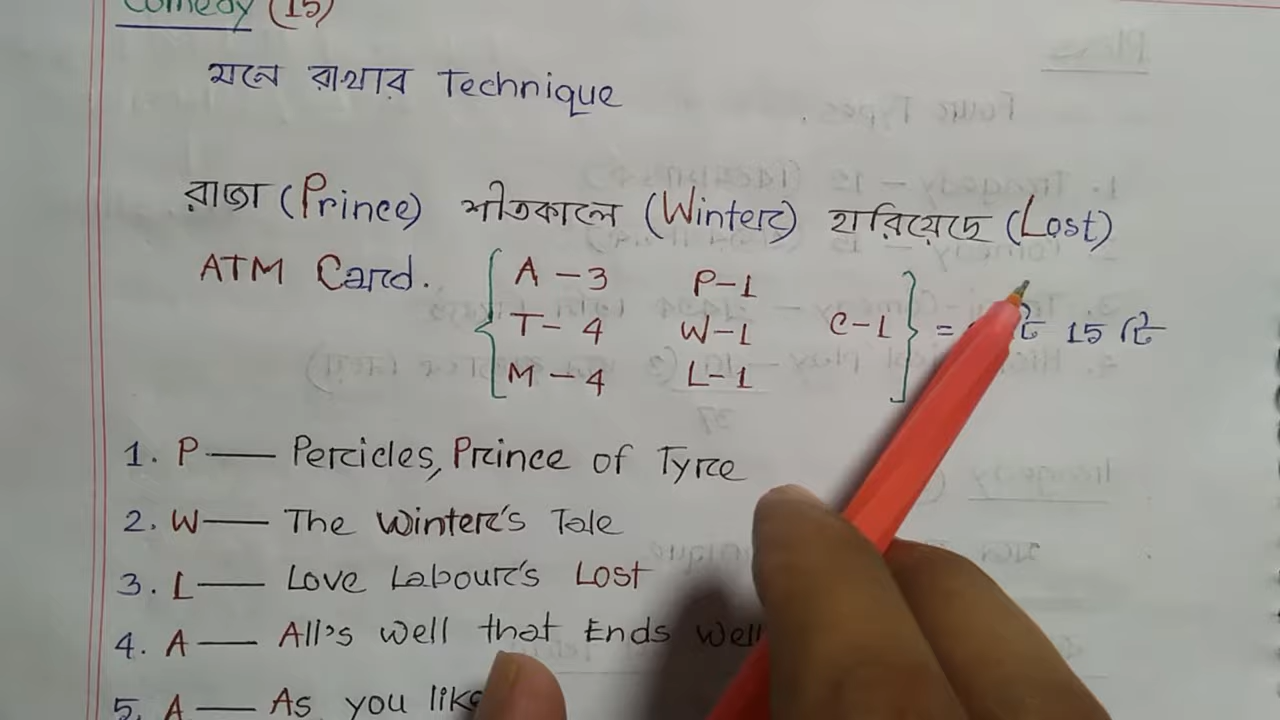 Comedy (15)
মনে রাখার Technique
রাজা (Prince) শীতকালে (Winter) হারিয়েছে (Lost)
ATM Card. { A – 3 P – 1
T – 4 W – 1 C – 1 } = টি 15 টি
M – 4 L – 1
1. P — Pericles, Prince of Tyre
2. W — The Winter's Tale
3. L — Love Labour's Lost
4. A — All's well that Ends well
5. A — As you like